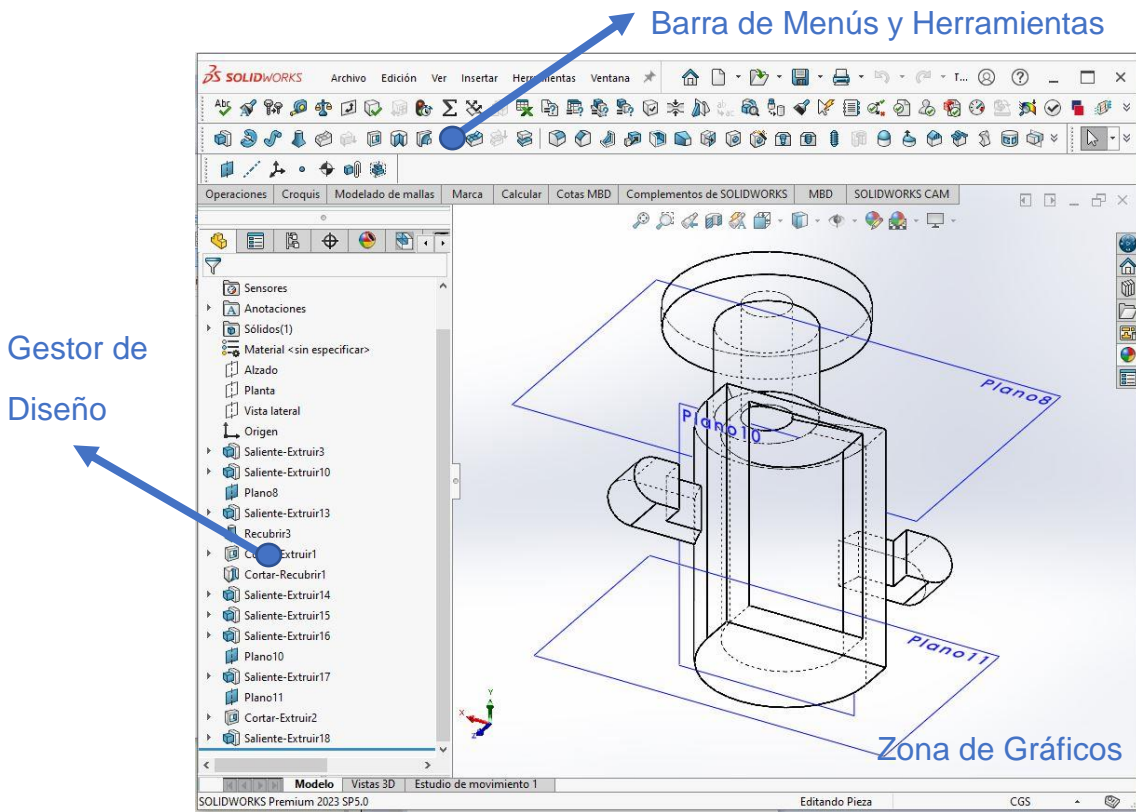 Barra de Menús y Herramientas
SOLIDWORKS Archivo Edición Ver Insertar Herramientas Ventana
Operaciones Croquis Modelado de mallas Marca Calcular Cotas MBD Complementos de SOLIDWORKS MBD SOLIDWORKS CAM
Sensores
Anotaciones
Sólidos(1)
Material <sin especificar>
Alzado
Planta
Vista lateral
Origen
Saliente-Extruir3
Saliente-Extruir10
Plano8
Saliente-Extruir13
Recubrir3
Extruir1
Cortar-Recubrir1
Saliente-Extruir14
Saliente-Extruir15
Saliente-Extruir16
Plano10
Saliente-Extruir17
Plano11
Cortar-Extruir2
Saliente-Extruir18
Gestor de
Diseño
Plano8
Plano10
Plano11
Y
X
Z
Zona de Gráficos
Modelo Vistas 3D Estudio de movimiento 1
SOLIDWORKS Premium 2023 SP5.0 Editando Pieza CGS